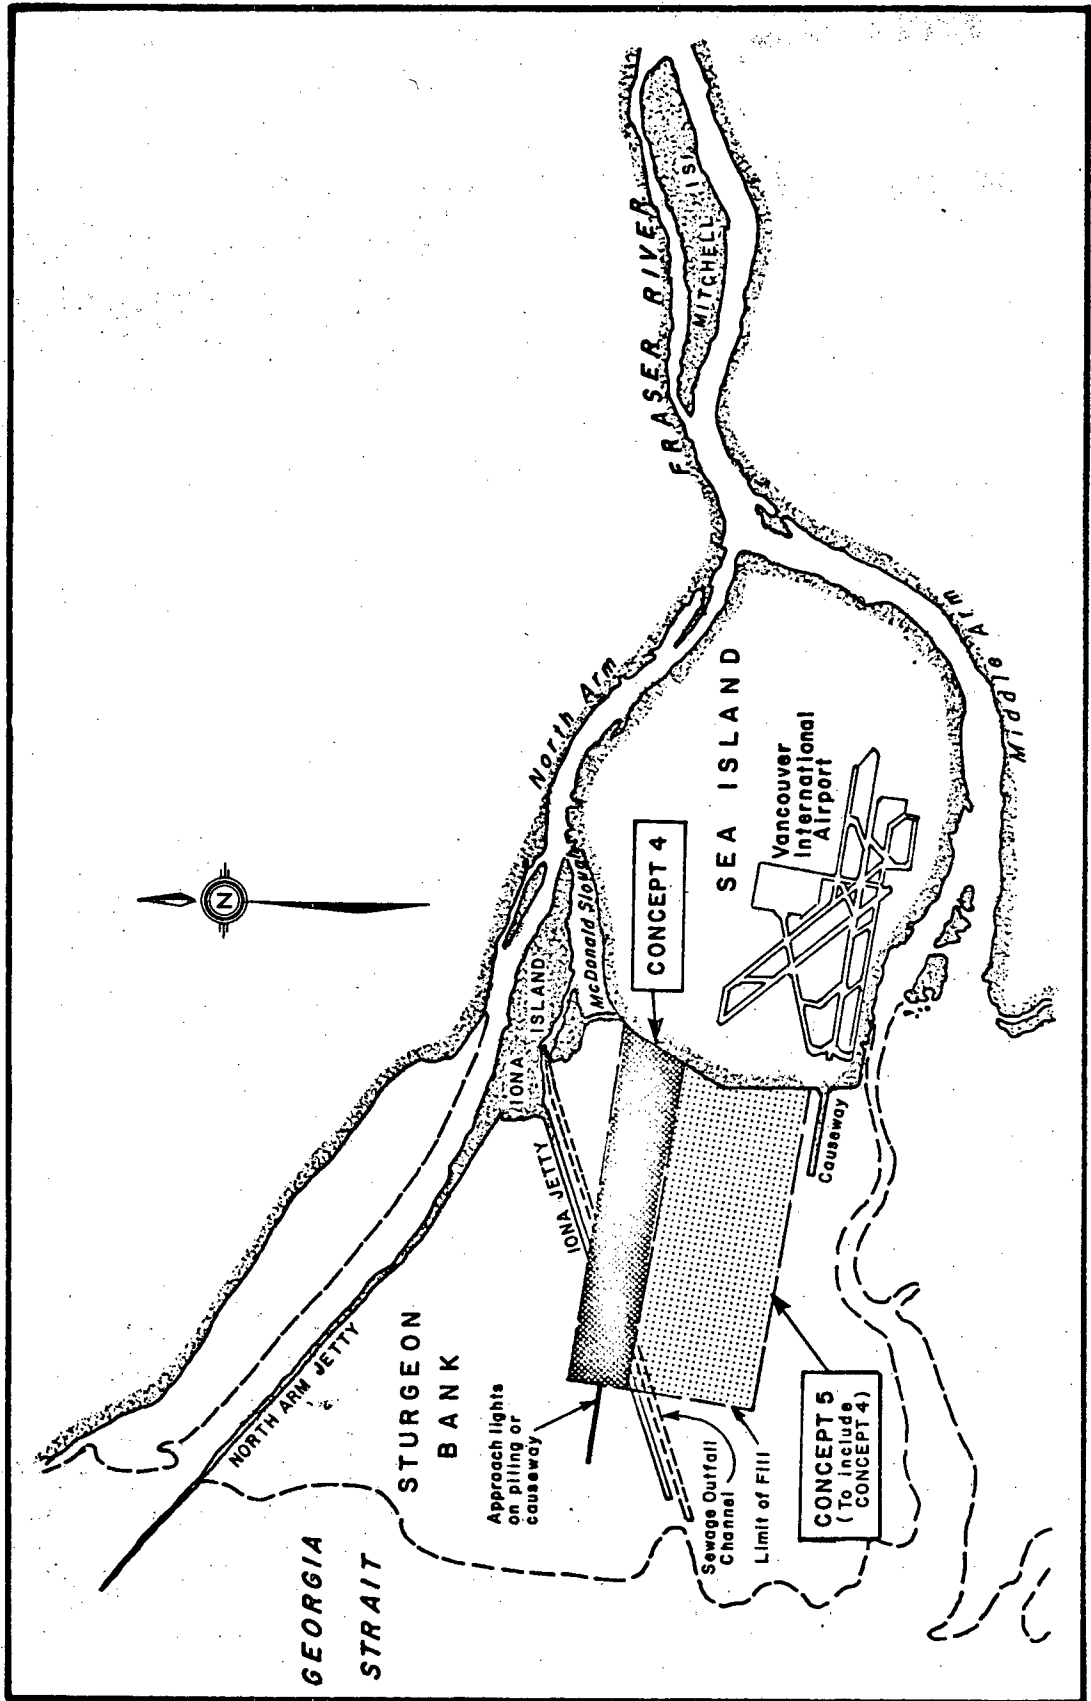 N
GEORGIA
STRAIT
NORTH ARM JETTY
STURGEON
BANK
Approach lights
on piling or
causeway
Sewage Outfall
Channel
Limit of Fill
CONCEPT 5
(To include
CONCEPT 4)
IONA JETTY
IONA
ISLAND
McDonald Slough
CONCEPT 4
Causeway
North Arm
SEA ISLAND
Vancouver
International
Airport
Middle Arm
FRASER RIVER
MITCHELL IS.